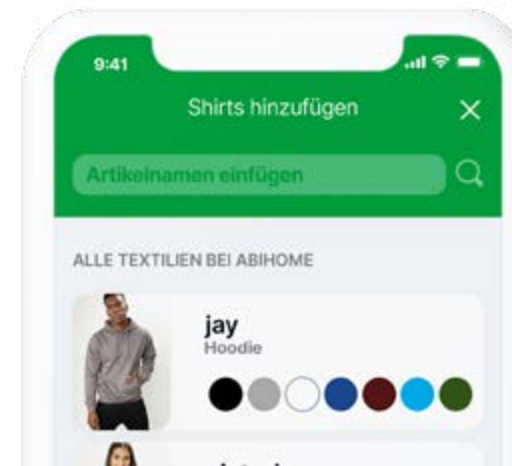 9:41
Shirts hinzufügen
Artikelnamen einfügen
ALLE TEXTILIEN BEI ABIHOME
jay
Hoodie